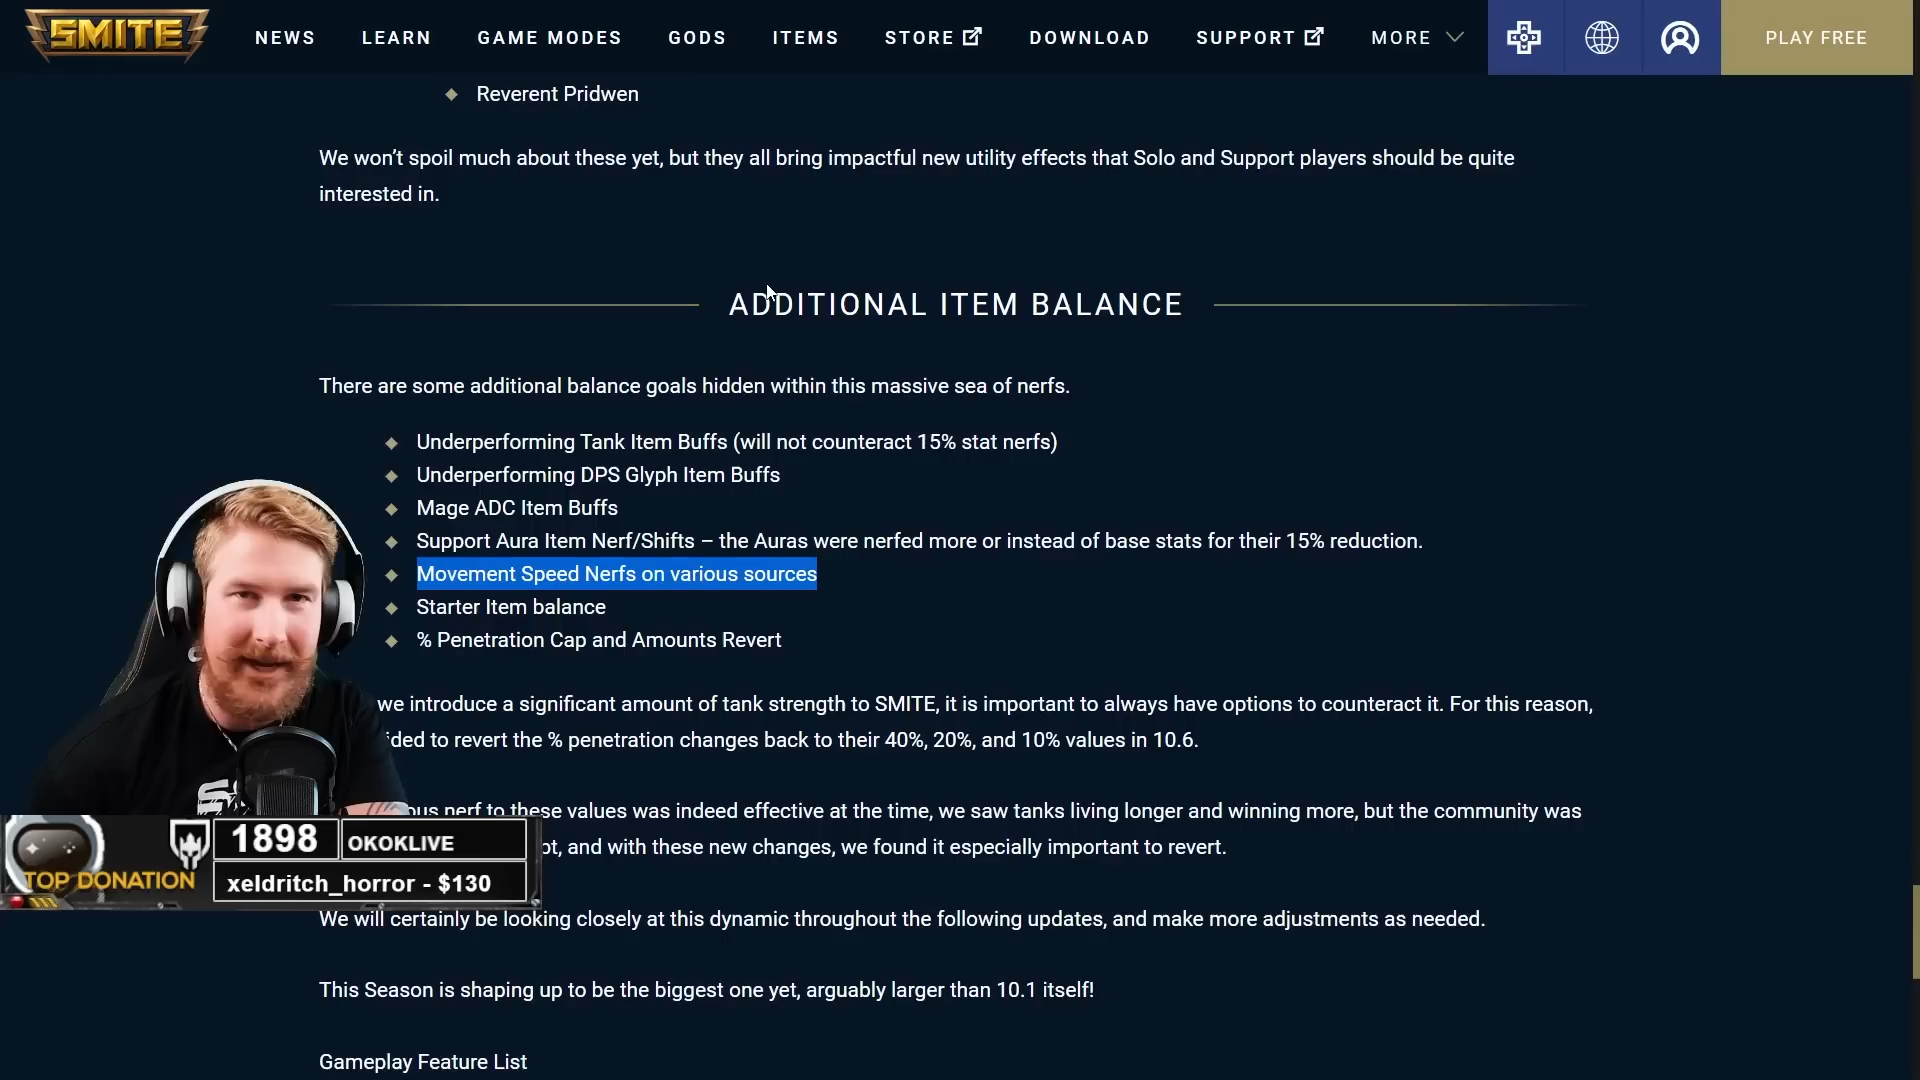 SMITE NEWS LEARN GAME MODES GODS ITEMS STORE DOWNLOAD SUPPORT MORE PLAY FREE
Reverent Pridwen
We won’t spoil much about these yet, but they all bring impactful new utility effects that Solo and Support players should be quite
interested in.
ADDITIONAL ITEM BALANCE
There are some additional balance goals hidden within this massive sea of nerfs.
Underperforming Tank Item Buffs (will not counteract 15% stat nerfs)
Underperforming DPS Glyph Item Buffs
Mage ADC Item Buffs
Support Aura Item Nerf/Shifts – the Auras were nerfed more or instead of base stats for their 15% reduction.
Movement Speed Nerfs on various sources
Starter Item balance
% Penetration Cap and Amounts Revert
we introduce a significant amount of tank strength to SMITE, it is important to always have options to counteract it. For this reason,
to revert the % penetration changes back to their 40%, 20%, and 10% values in 10.6.
nerf to these values was indeed effective at the time, we saw tanks living longer and winning more, but the community was
and with these new changes, we found it especially important to revert.
1898 OKOKLIVE
TOP DONATION xeldritch_horror - $130
We will certainly be looking closely at this dynamic throughout the following updates, and make more adjustments as needed.
This Season is shaping up to be the biggest one yet, arguably larger than 10.1 itself!
Gameplay Feature List